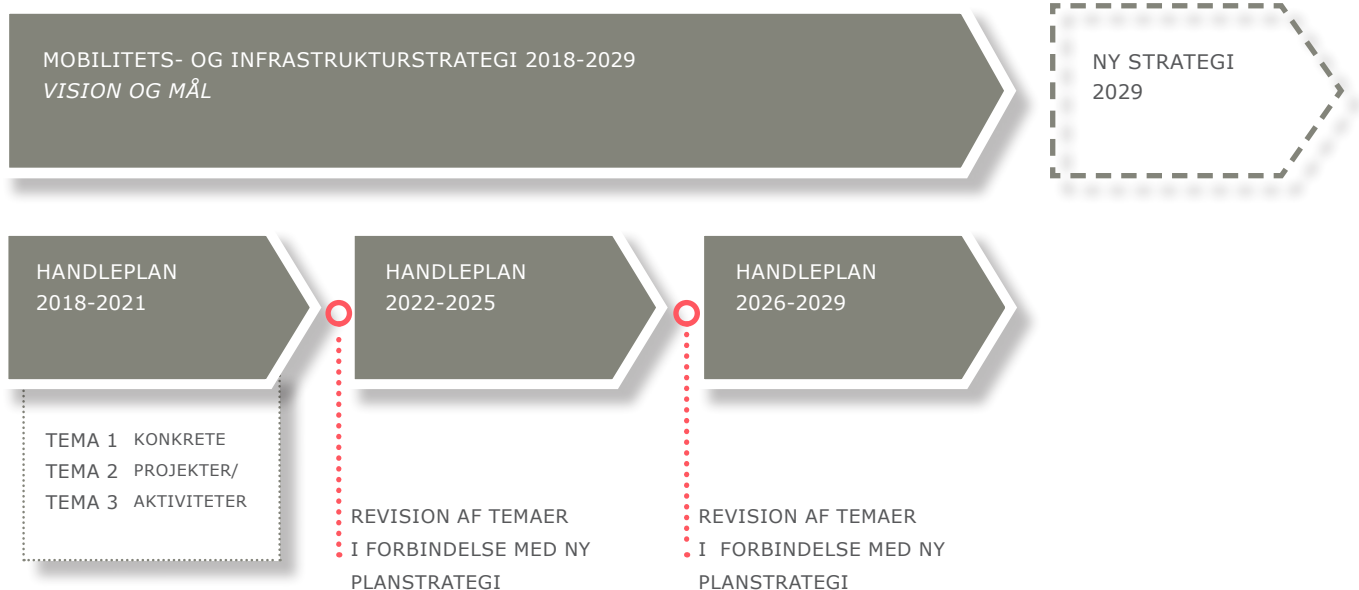 MOBILITETS- OG INFRASTRUKTURSTRATEGI 2018-2029
VISION OG MÅL
NY STRATEGI
2029
HANDLEPLAN
2018-2021
HANDLEPLAN
2022-2025
HANDLEPLAN
2026-2029
TEMA 1 KONKRETE
TEMA 2 PROJEKTER/
TEMA 3 AKTIVITETER
REVISION AF TEMAER
I FORBINDELSE MED NY
PLANSTRATEGI
REVISION AF TEMAER
I FORBINDELSE MED NY
PLANSTRATEGI